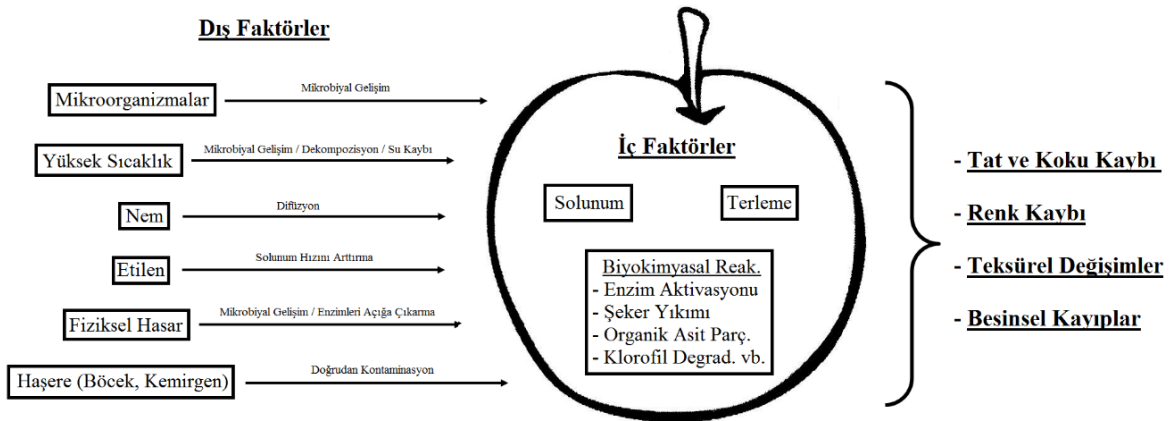 Dış Faktörler
Mikroorganizmalar
Mikrobiyal Gelişim
Yüksek Sıcaklık
Mikrobiyal Gelişim / Dekompozisyon / Su Kaybı
Nem
Difüzyon
Etilen
Solunum Hızını Arttırma
Fiziksel Hasar
Mikrobiyal Gelişim / Enzimleri Açığa Çıkarma
Haşere (Böcek, Kemirgen)
Doğrudan Kontaminasyon
İç Faktörler
Solunum
Terleme
Biyokimyasal Reak.
- Enzim Aktivasyonu
- Şeker Yıkımı
- Organik Asit Parç.
- Klorofil Degrad. vb.
- Tat ve Koku Kaybı
- Renk Kaybı
- Teksürel Değişimler
- Besinsel Kayıplar